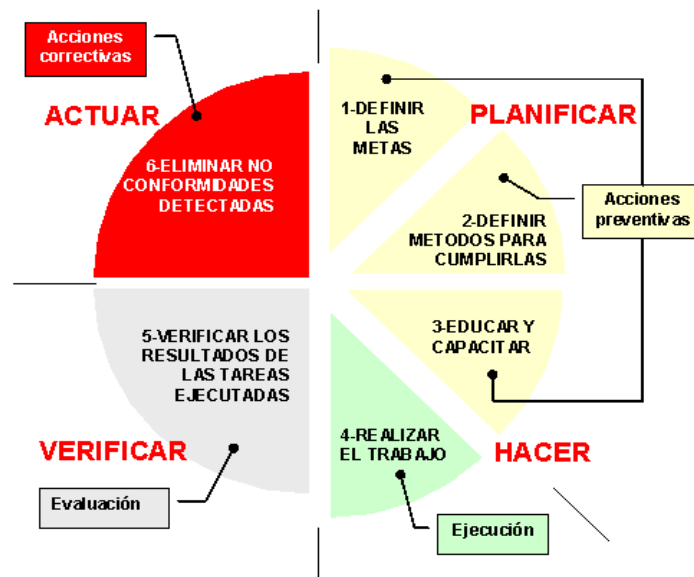 Acciones
correctivas
ACTUAR
6-ELIMINAR NO
CONFORMIDADES
DETECTADAS
1-DEFINIR
LAS
METAS
PLANIFICAR
2-DEFINIR
METODOS PARA
CUMPLIRLAS
Acciones
preventivas
3-EDUCAR Y
CAPACITAR
HACER
4-REALIZAR
EL TRABAJO
Ejecución
5-VERIFICAR LOS
RESULTADOS DE
LAS TAREAS
EJECUTADAS
VERIFICAR
Evaluación